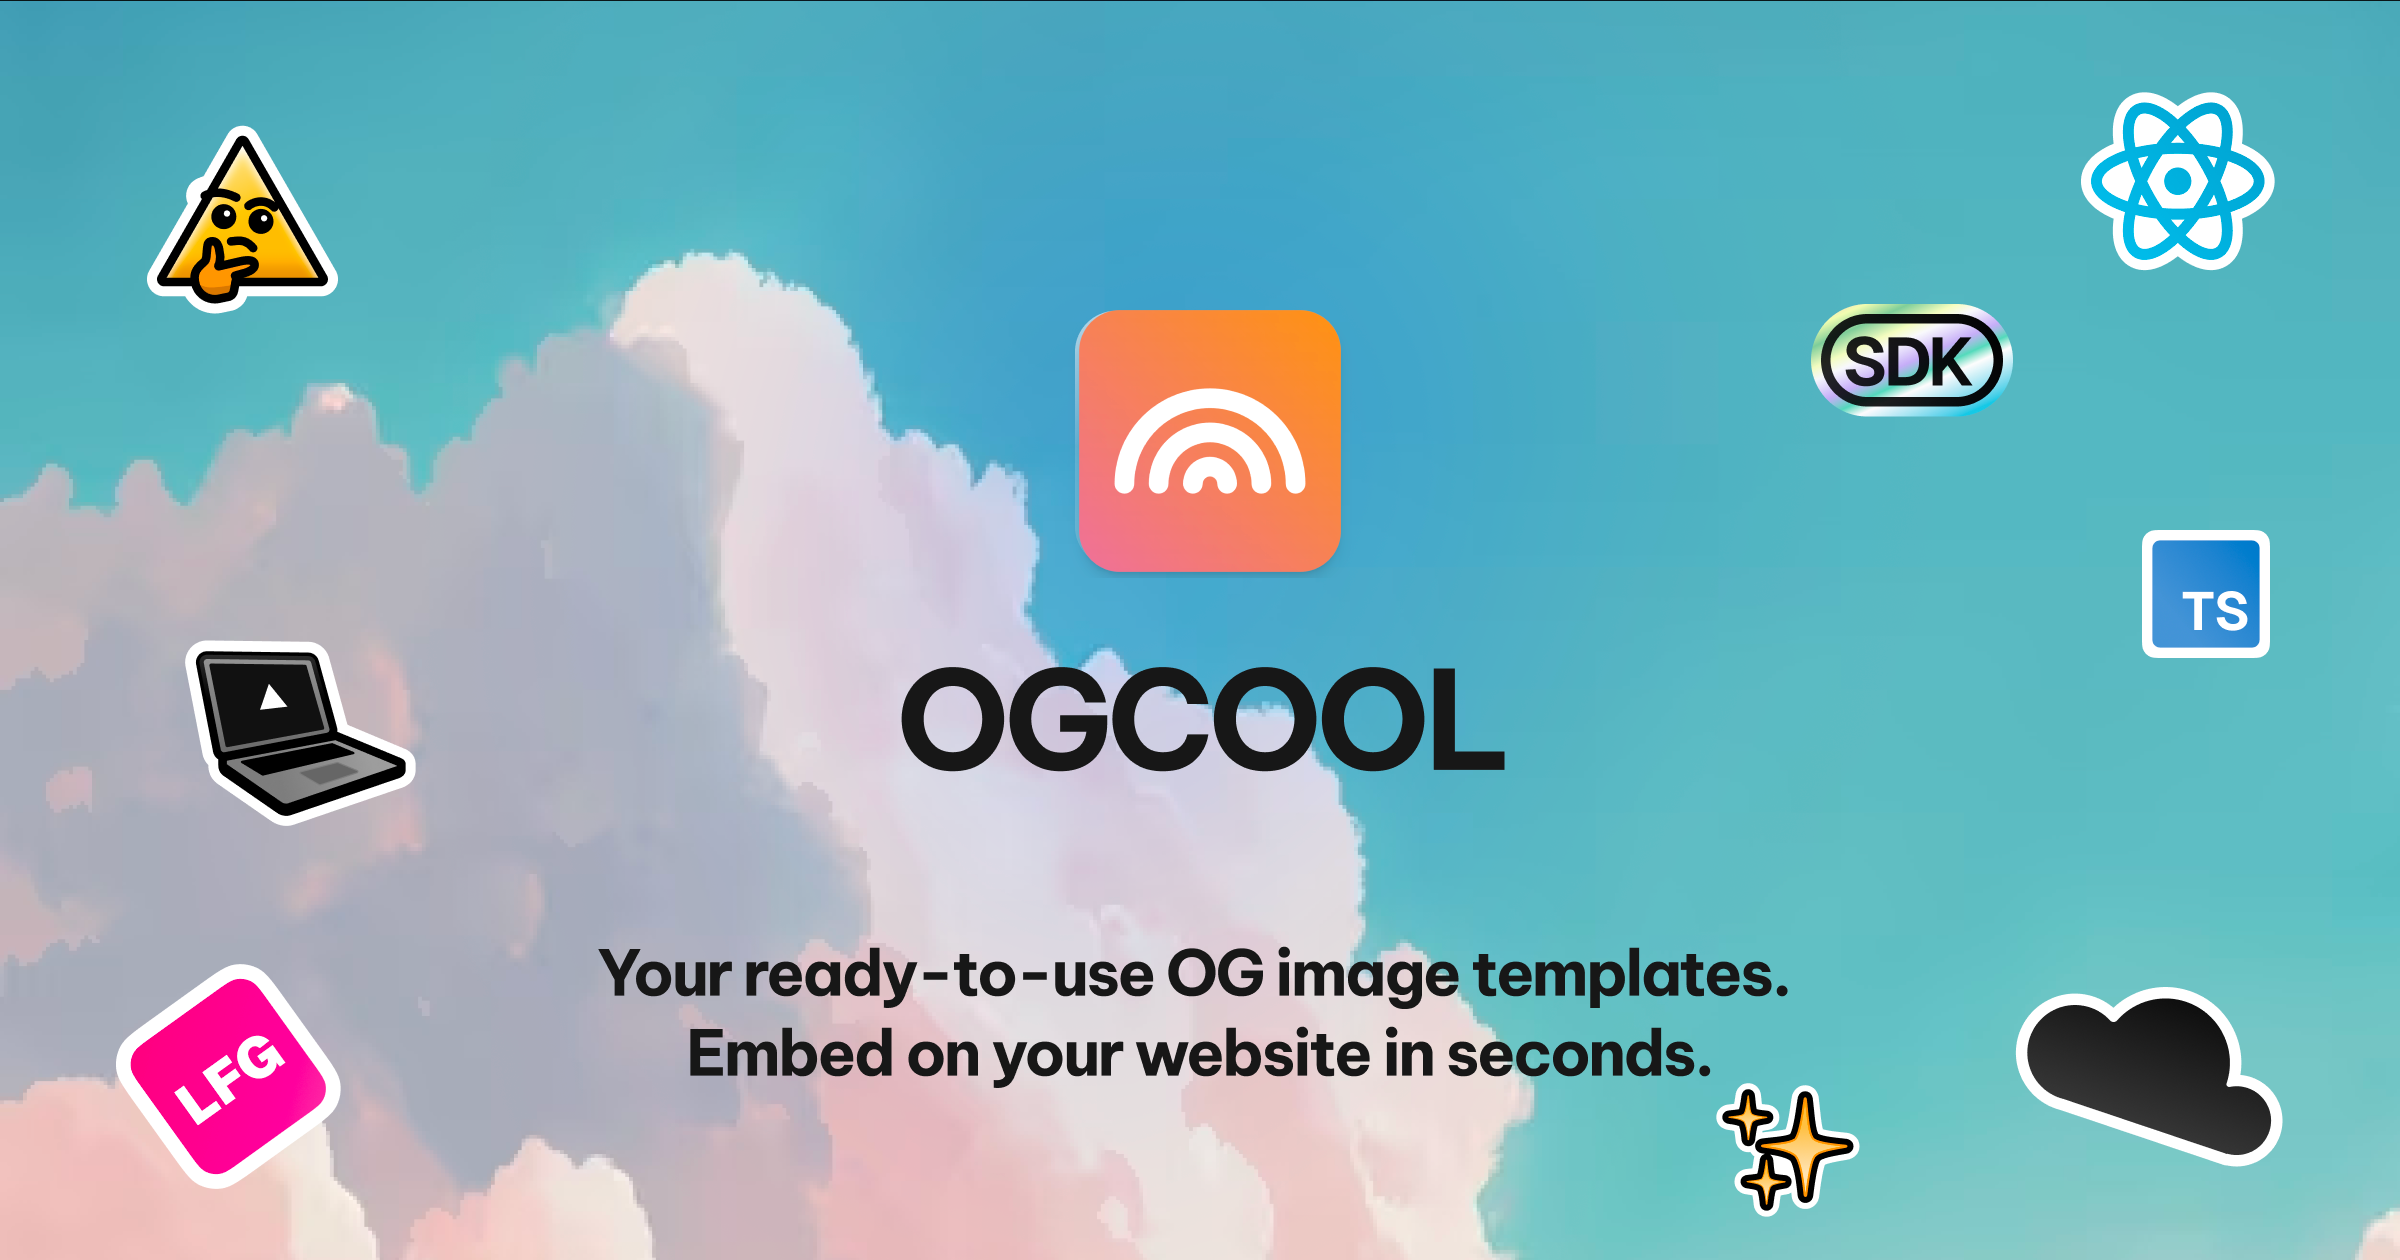 SDK
TS
OGCOOL
Your ready-to-use OG image templates.
Embed on your website in seconds.
LFG